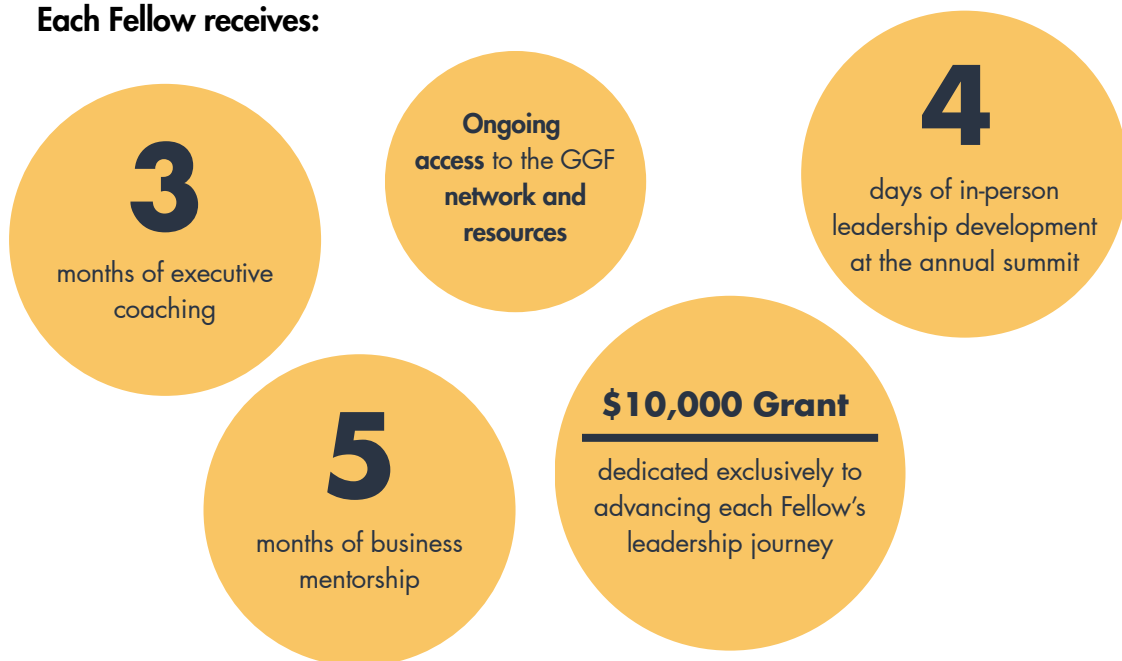 Each Fellow receives:
3
months of executive
coaching
Ongoing
access to the GGF
network and
resources
4
days of in-person
leadership development
at the annual summit
5
months of business
mentorship
$10,000 Grant
dedicated exclusively to
advancing each Fellow's
leadership journey